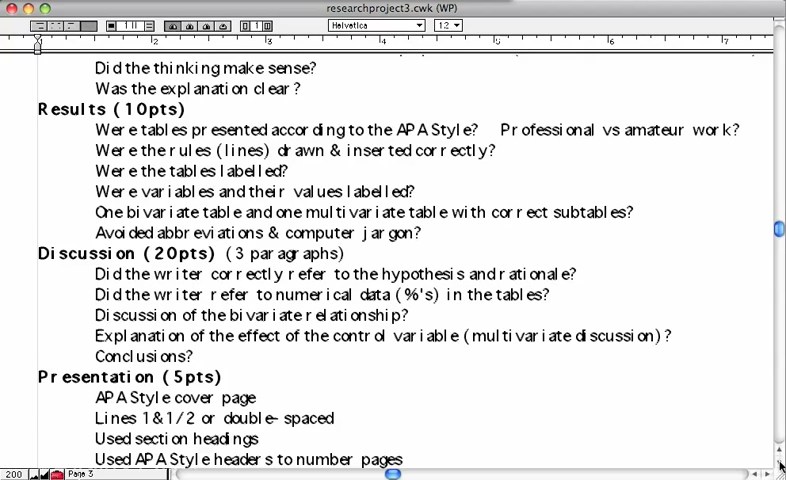 researchproject3.cwk (WP)
Helvetica 12
2 3 4 5 6 7
Did the thinking make sense?
Was the explanation clear?
Results (10pts)
Were tables presented according to the APA Style? Professional vs amateur work?
Were the rules (lines) drawn & inserted correctly?
Were the tables labelled?
Were variables and their values labelled?
One bivariate table and one multivariate table with correct subtables?
Avoided abbreviations & computer jargon?
Discussion (20pts) (3 paragraphs)
Did the writer correctly refer to the hypothesis and rationale?
Did the writer refer to numerical data (%'s) in the tables?
Discussion of the bivariate relationship?
Explanation of the effect of the control variable (multivariate discussion)?
Conclusions?
Presentation (5pts)
APA Style cover page
Lines 1&1/2 or double-spaced
Used section headings
Used APA Style headers to number pages
200 Page 3